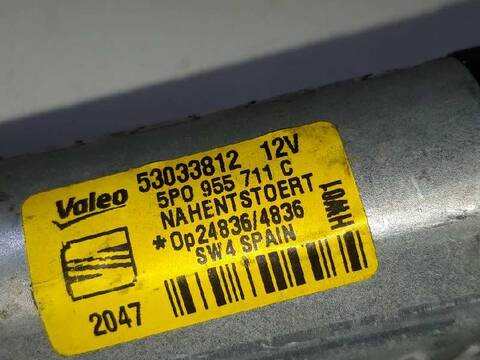 Valeo
53033812 12V
5P0 955 711 C
NAHENTSTOERT
*Op24836/4836
SW4 SPAIN
HW01
2047